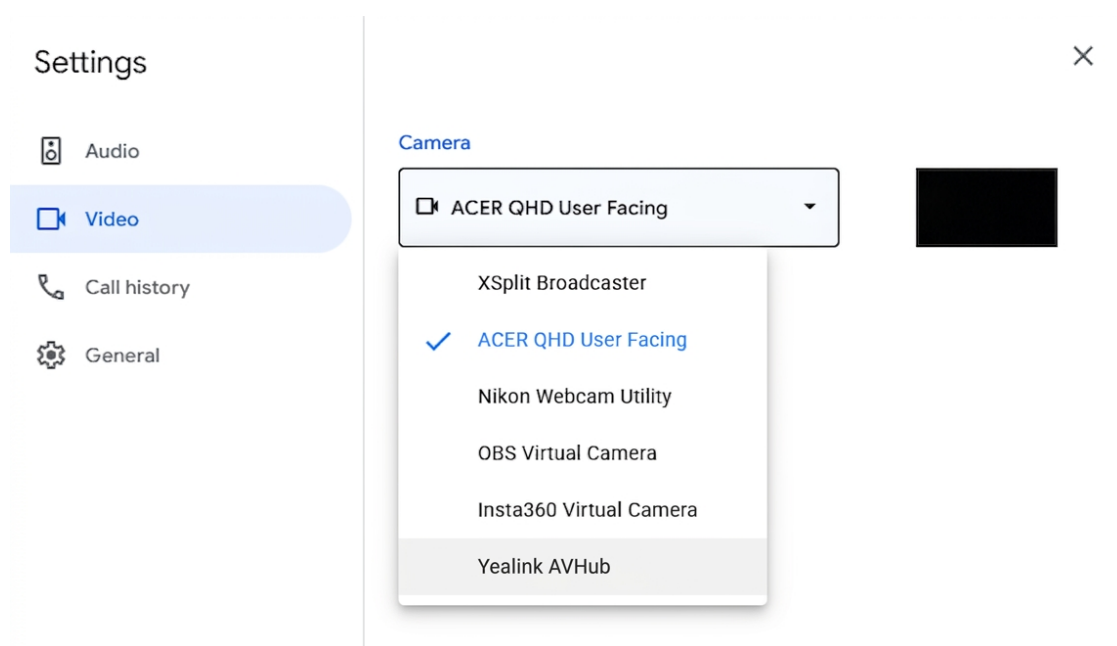 Settings
Audio
Video
Call history
General
Camera
ACER QHD User Facing
XSplit Broadcaster
ACER QHD User Facing
Nikon Webcam Utility
OBS Virtual Camera
Insta360 Virtual Camera
Yealink AVHub